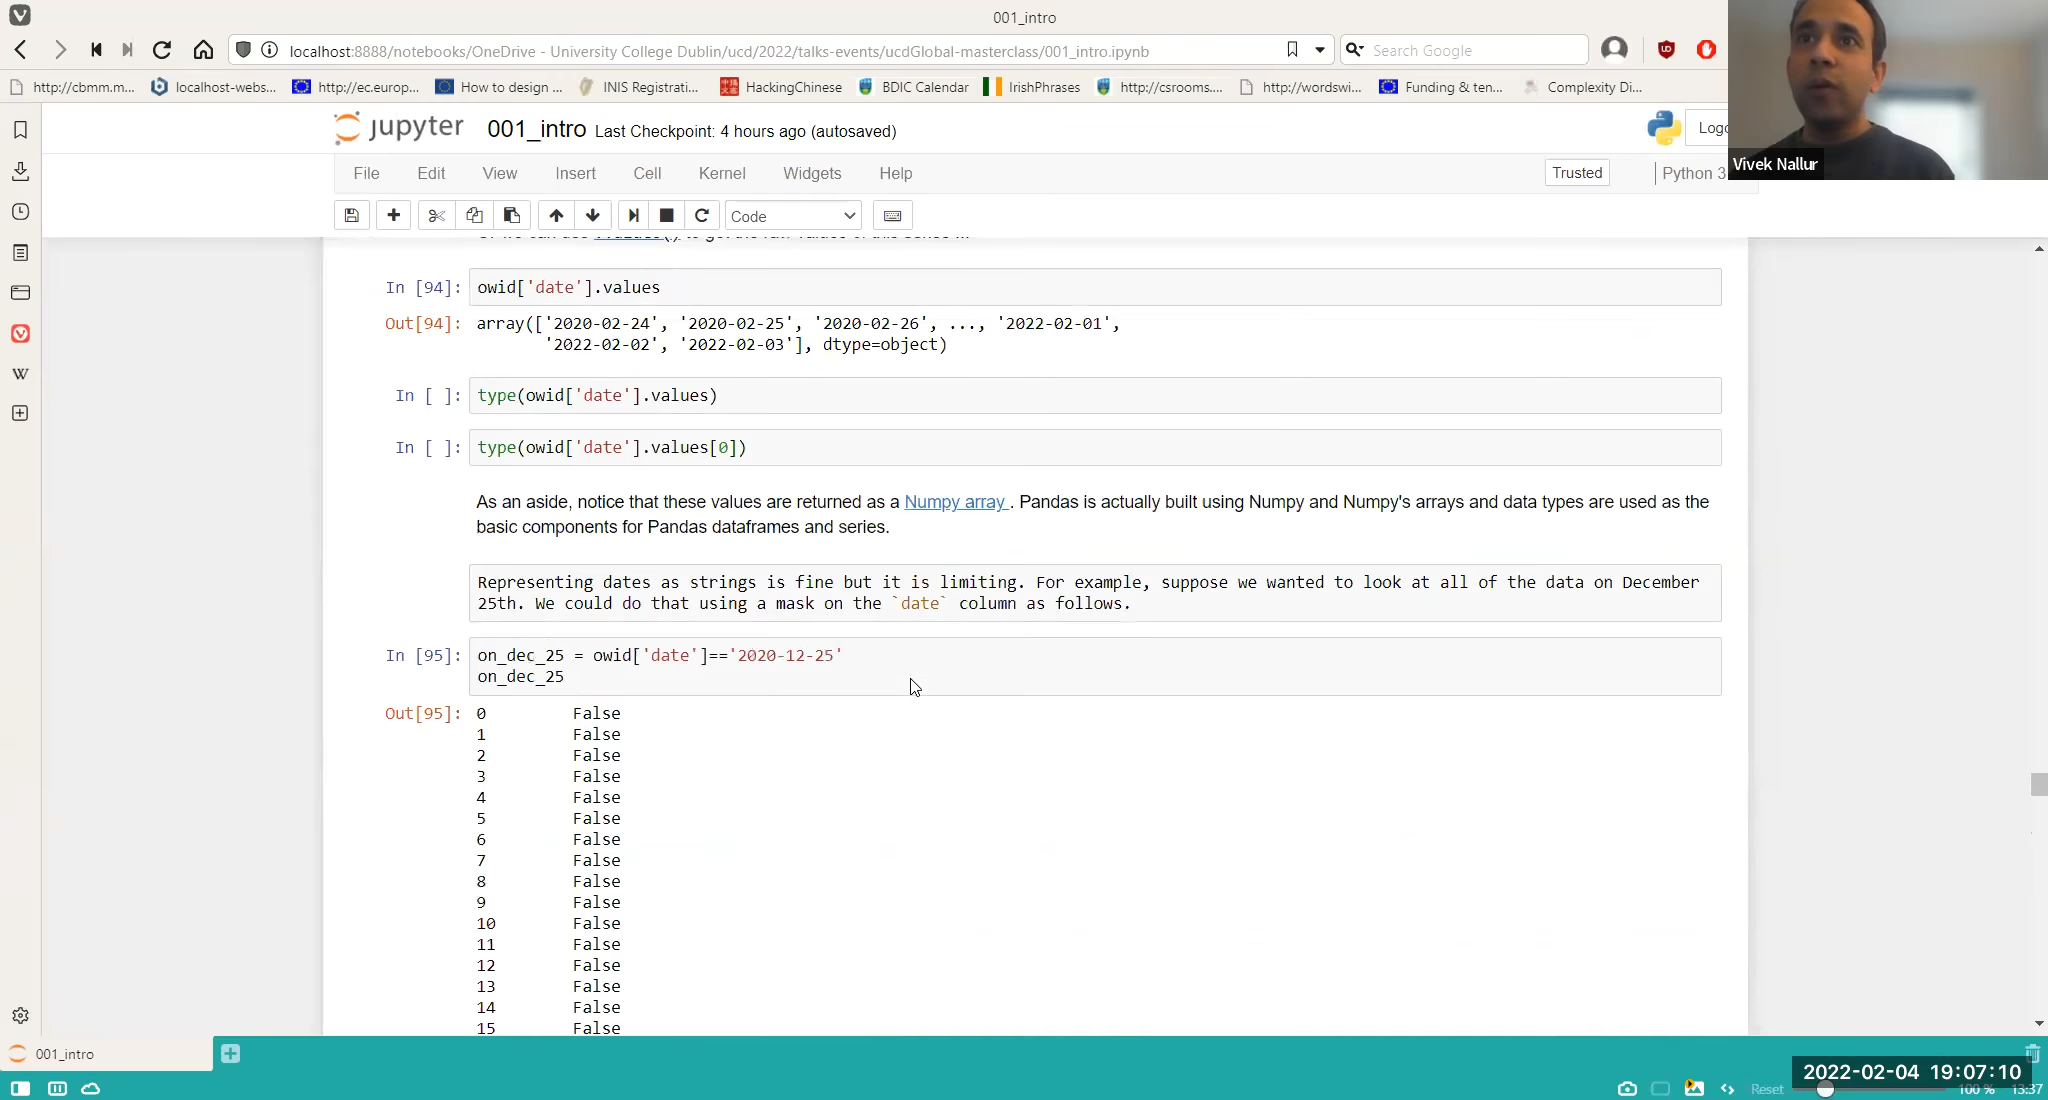 001_intro
localhost:8888/notebooks/OneDrive - University College Dublin/ucd/2022/talks-events/ucdGlobal-masterclass/001_intro.ipynb
Search Google
http://cbmm.m...
localhost-webs...
http://ec.europ...
How to design ...
INIS Registrati...
HackingChinese
BDIC Calendar
IrishPhrases
http://csrooms....
http://wordswi...
Funding & ten...
Complexity Di...
jupyter 001_intro Last Checkpoint: 4 hours ago (autosaved)
Logo
Vivek Nallur
File Edit View Insert Cell Kernel Widgets Help
Trusted
Python 3
Code
In [94]: owid['date'].values
Out[94]: array(['2020-02-24', '2020-02-25', '2020-02-26', ..., '2022-02-01',
'2022-02-02', '2022-02-03'], dtype=object)
In [ ]: type(owid['date'].values)
In [ ]: type(owid['date'].values[0])
As an aside, notice that these values are returned as a Numpy array . Pandas is actually built using Numpy and Numpy's arrays and data types are used as the
basic components for Pandas dataframes and series.
Representing dates as strings is fine but it is limiting. For example, suppose we wanted to look at all of the data on December
25th. We could do that using a mask on the `date` column as follows.
In [95]: on_dec_25 = owid['date']=='2020-12-25'
on_dec_25
Out[95]: 0 False
1 False
2 False
3 False
4 False
5 False
6 False
7 False
8 False
9 False
10 False
11 False
12 False
13 False
14 False
15 False
001_intro
2022-02-04 19:07:10
Reset
100 %
13:37